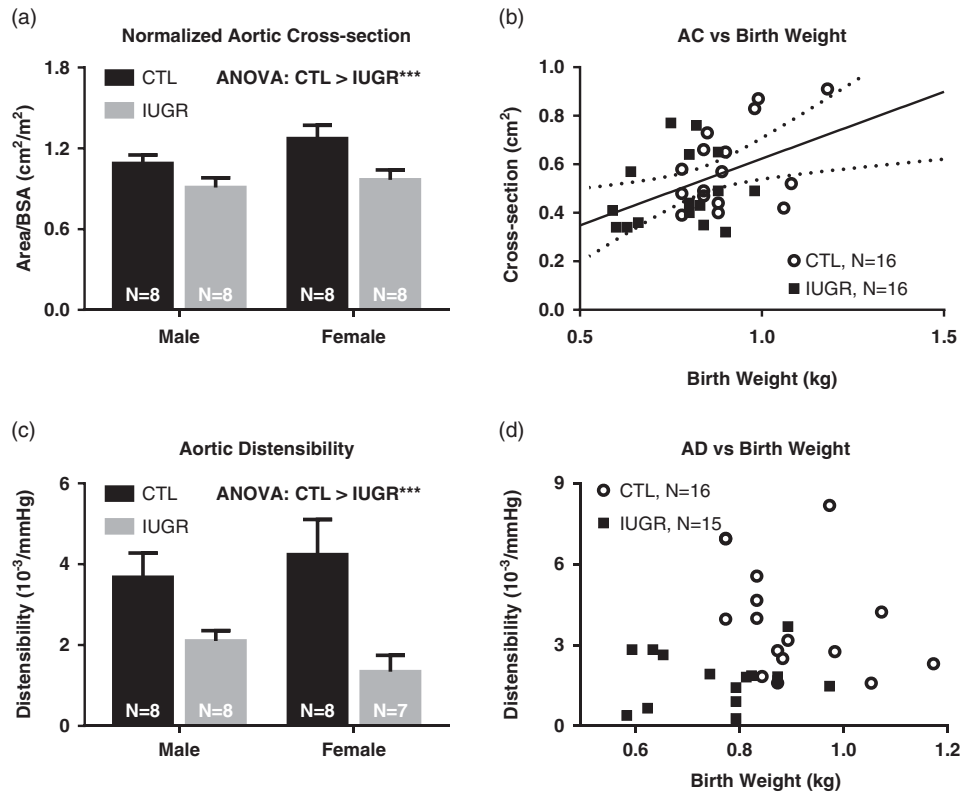 (a)
Normalized Aortic Cross-section
CTL
ANOVA: CTL > IUGR***
IUGR
Area/BSA (cm²/m²)
1.8
1.2
0.6
0.0
N=8
N=8
N=8
N=8
Male
Female
(b)
AC vs Birth Weight
Cross-section (cm²)
1.0
0.8
0.6
0.4
0.2
0.0
CTL, N=16
IUGR, N=16
0.5
1.0
1.5
Birth Weight (kg)
(c)
Aortic Distensibility
CTL
ANOVA: CTL > IUGR***
IUGR
Distensibility (10⁻³/mmHg)
6
4
2
0
N=8
N=8
N=8
N=7
Male
Female
(d)
AD vs Birth Weight
CTL, N=16
IUGR, N=15
Distensibility (10⁻³/mmHg)
9
6
3
0
0.6
0.8
1.0
1.2
Birth Weight (kg)